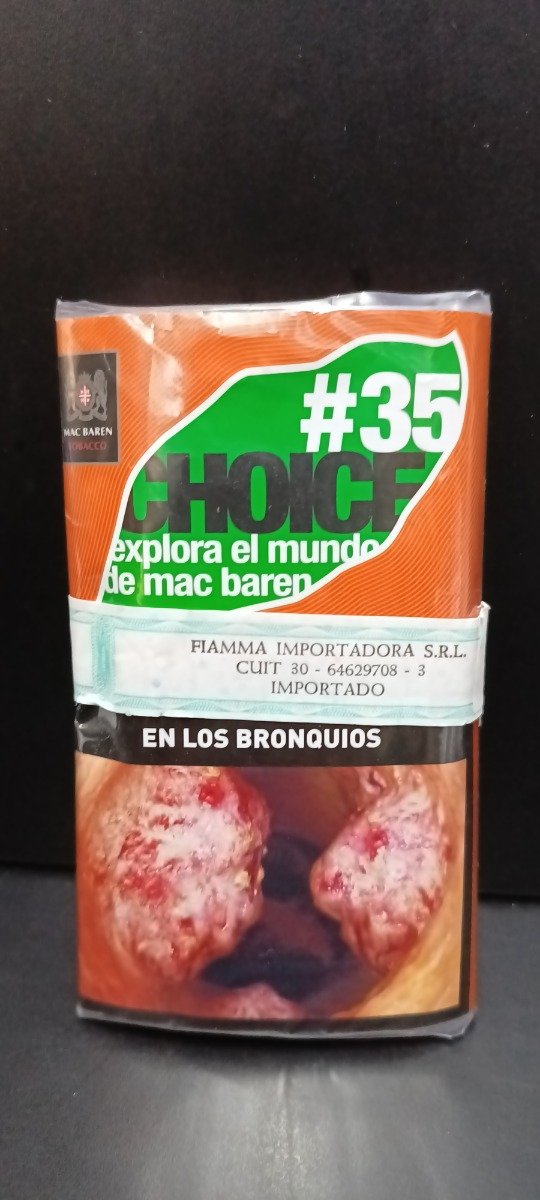 #35
MAC BAREN
TOBACCO
CHOICE
explora el mundo
de mac baren
FIAMMA IMPORTADORA S.R.L.
CUIT 30 - 64629708 - 3
IMPORTADO
EN LOS BRONQUIOS